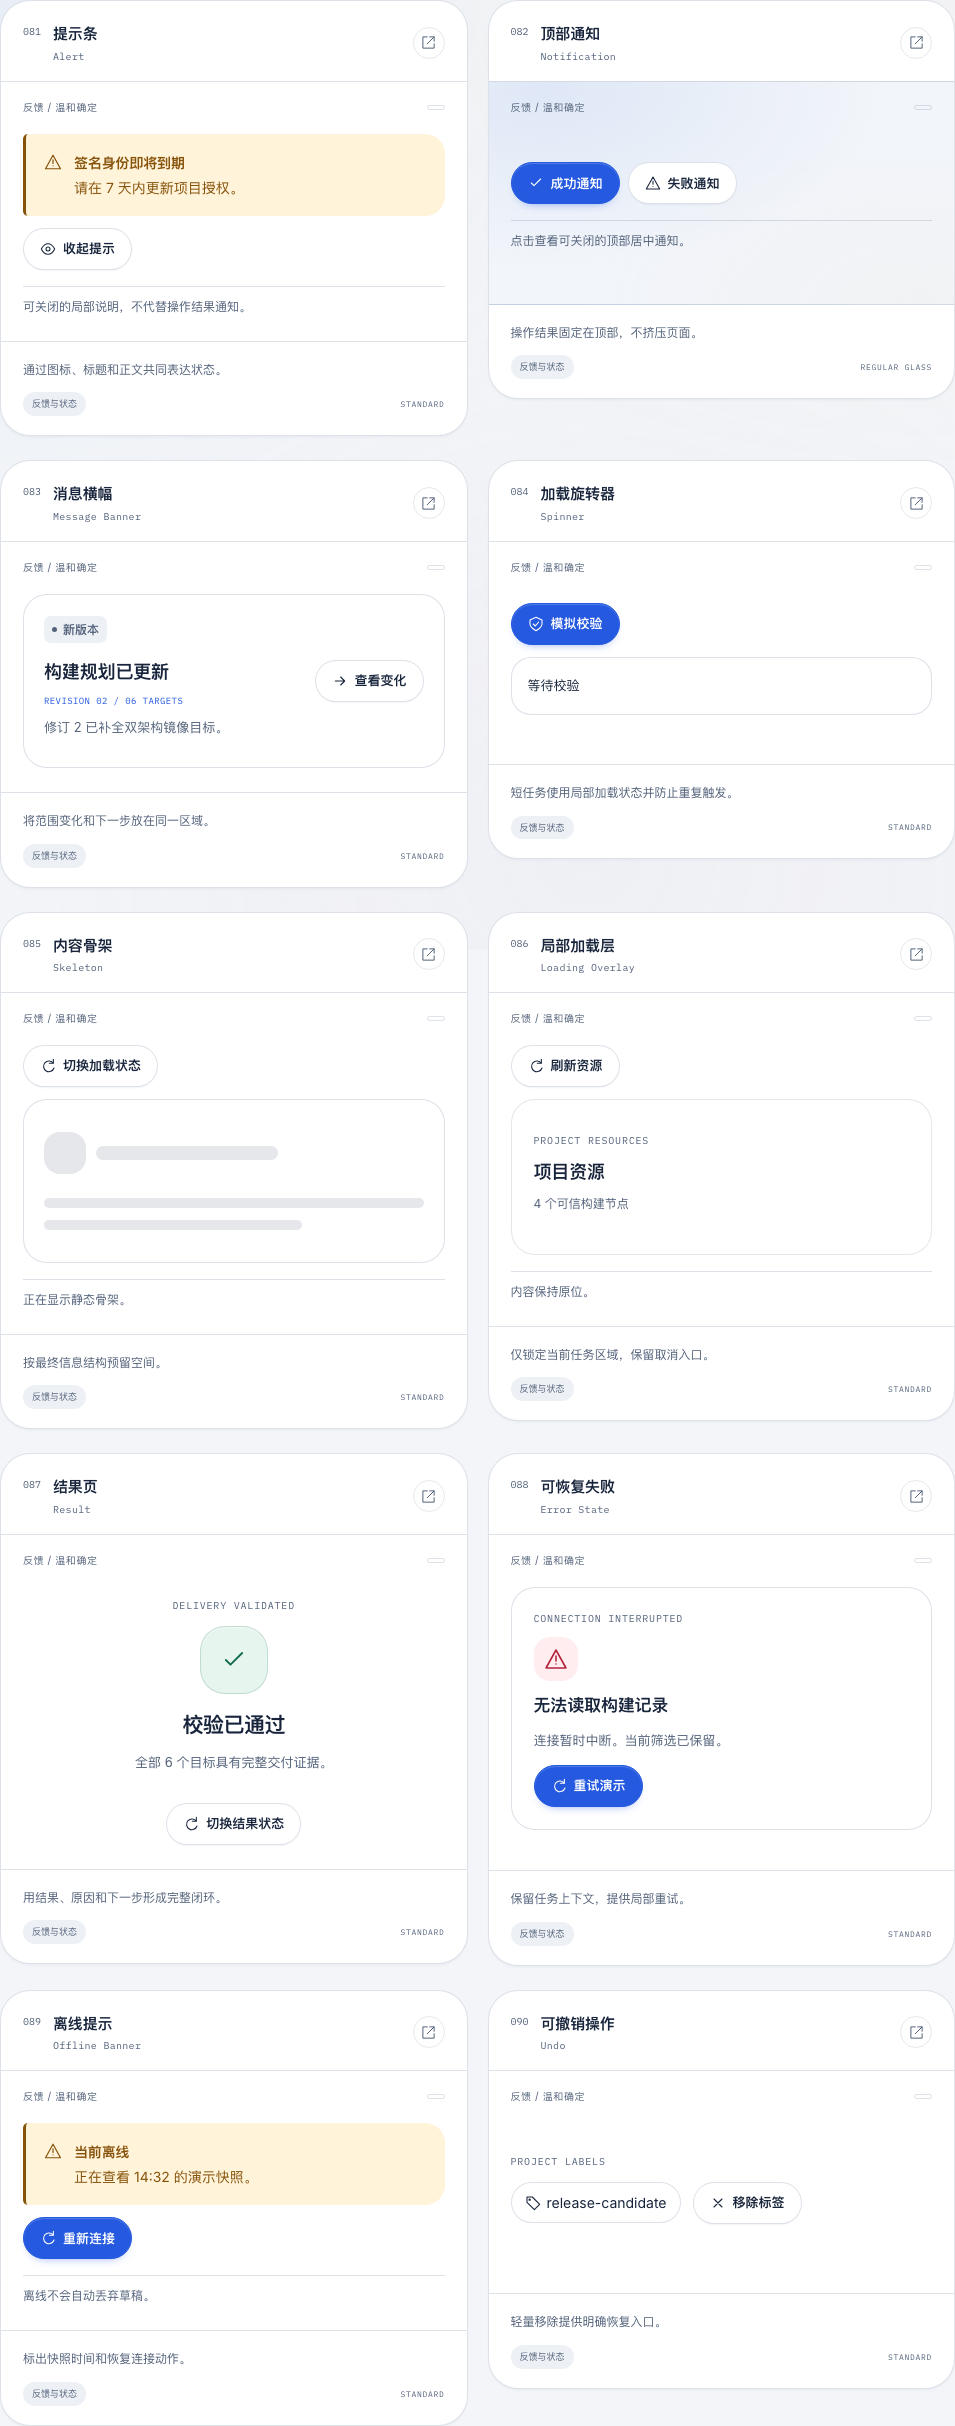 081 提示条
Alert
反馈 / 温和确定
签名身份即将到期
请在 7 天内更新项目授权。
收起提示
可关闭的局部说明，不代替操作结果通知。
通过图标、标题和正文共同表达状态。
反馈与状态
STANDARD
082 顶部通知
Notification
反馈 / 温和确定
成功通知
失败通知
点击查看可关闭的顶部居中通知。
操作结果固定在顶部，不挤压页面。
反馈与状态
REGULAR GLASS
083 消息横幅
Message Banner
反馈 / 温和确定
新版本
构建规划已更新
REVISION 02 / 06 TARGETS
修订 2 已补全双架构镜像目标。
查看变化
将范围变化和下一步放在同一区域。
反馈与状态
STANDARD
084 加载旋转器
Spinner
反馈 / 温和确定
模拟校验
等待校验
短任务使用局部加载状态并防止重复触发。
反馈与状态
STANDARD
085 内容骨架
Skeleton
反馈 / 温和确定
切换加载状态
正在显示静态骨架。
按最终信息结构预留空间。
反馈与状态
STANDARD
086 局部加载层
Loading Overlay
反馈 / 温和确定
刷新资源
PROJECT RESOURCES
项目资源
4 个可信构建节点
内容保持原位。
仅锁定当前任务区域，保留取消入口。
反馈与状态
STANDARD
087 结果页
Result
反馈 / 温和确定
DELIVERY VALIDATED
校验已通过
全部 6 个目标具有完整交付证据。
切换结果状态
用结果、原因和下一步形成完整闭环。
反馈与状态
STANDARD
088 可恢复失败
Error State
反馈 / 温和确定
CONNECTION INTERRUPTED
无法读取构建记录
连接暂时中断。当前筛选已保留。
重试演示
保留任务上下文，提供局部重试。
反馈与状态
STANDARD
089 离线提示
Offline Banner
反馈 / 温和确定
当前离线
正在查看 14:32 的演示快照。
重新连接
离线不会自动丢弃草稿。
标出快照时间和恢复连接动作。
反馈与状态
STANDARD
090 可撤销操作
Undo
反馈 / 温和确定
PROJECT LABELS
release-candidate
移除标签
轻量移除提供明确恢复入口。
反馈与状态
STANDARD